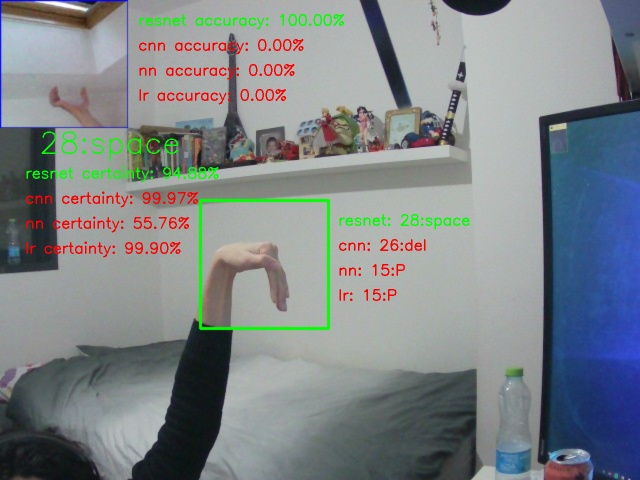 resnet accuracy: 100.00%
cnn accuracy: 0.00%
nn accuracy: 0.00%
lr accuracy: 0.00%
28:space
resnet certainty: 94.88%
cnn certainty: 99.97%
nn certainty: 55.76%
lr certainty: 99.90%
resnet: 28:space
cnn: 26:del
nn: 15:P
lr: 15:P